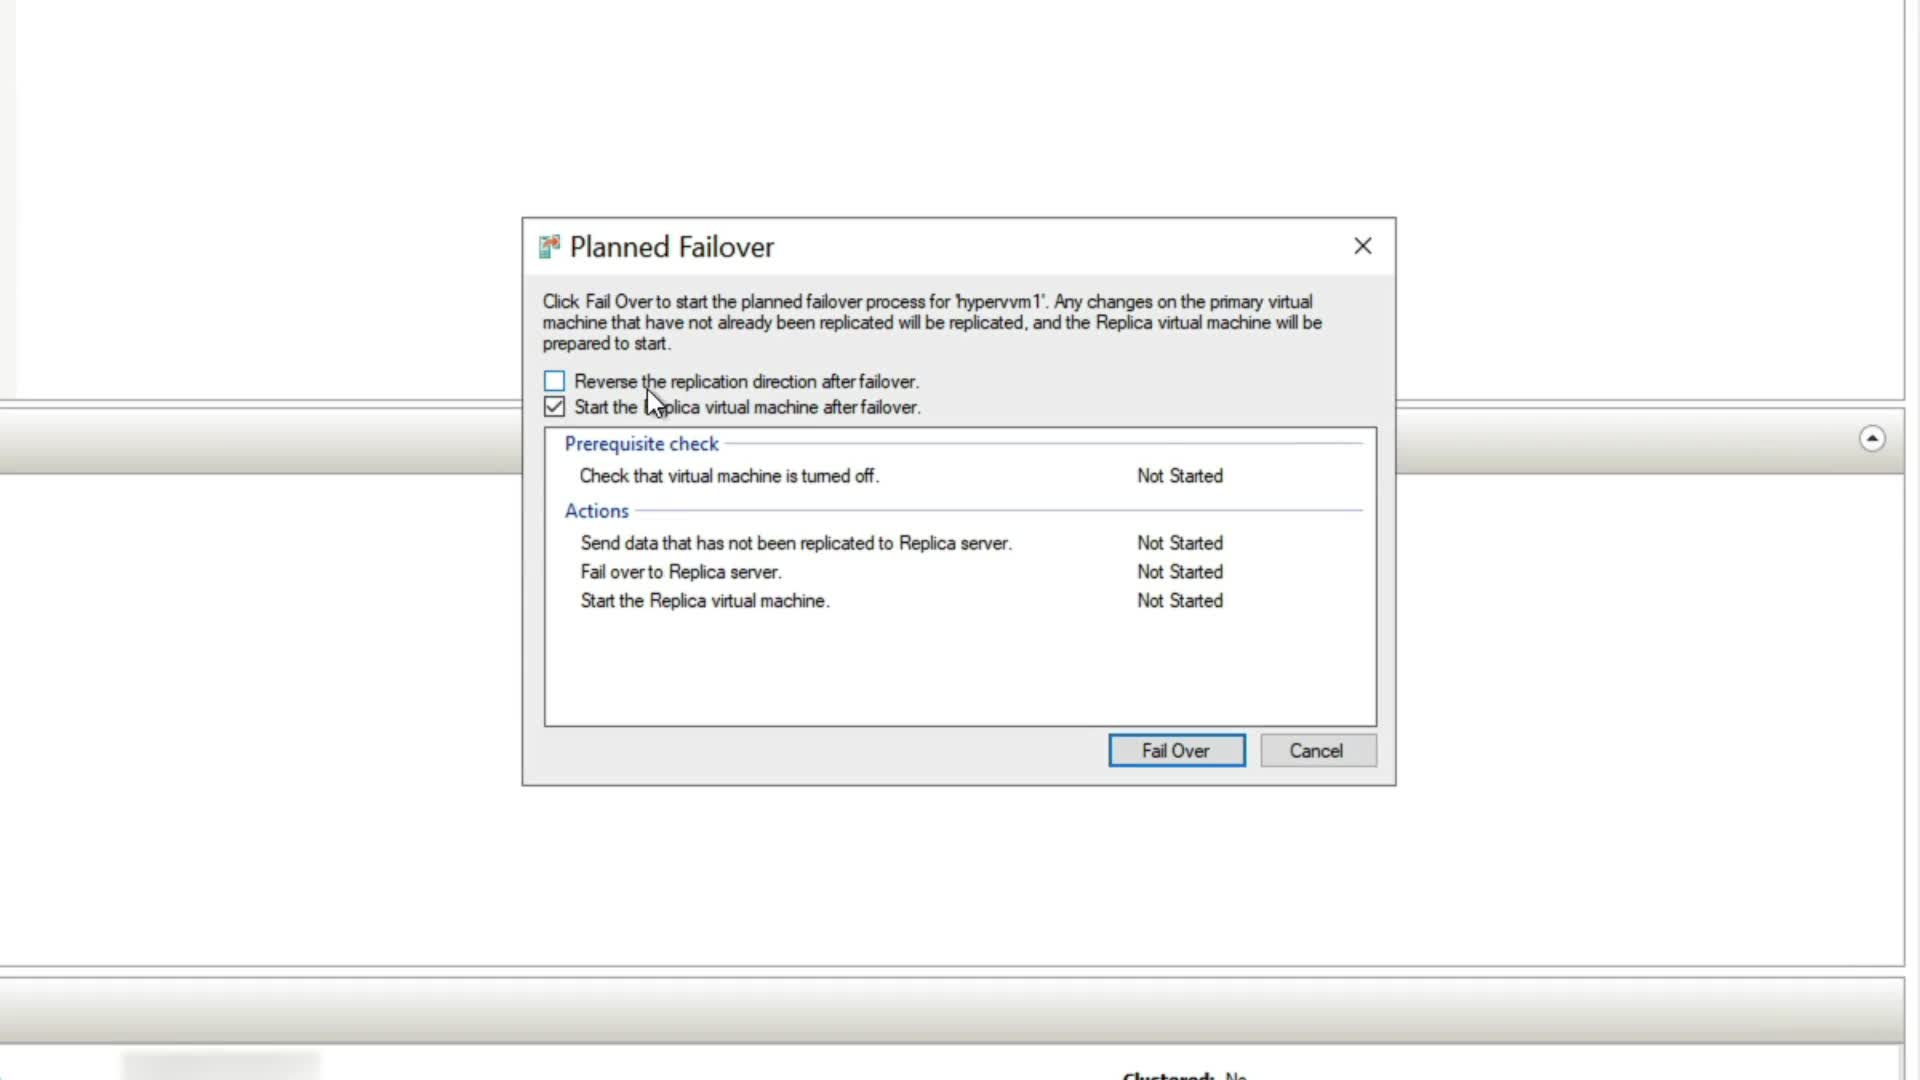 Planned Failover
Click Fail Over to start the planned failover process for 'hypervvm1'. Any changes on the primary virtual
machine that have not already been replicated will be replicated, and the Replica virtual machine will be
prepared to start.
Reverse the replication direction after failover.
Start the Replica virtual machine after failover.
Prerequisite check
Check that virtual machine is turned off. Not Started
Actions
Send data that has not been replicated to Replica server. Not Started
Fail over to Replica server. Not Started
Start the Replica virtual machine. Not Started
Fail Over Cancel
Clustered: No